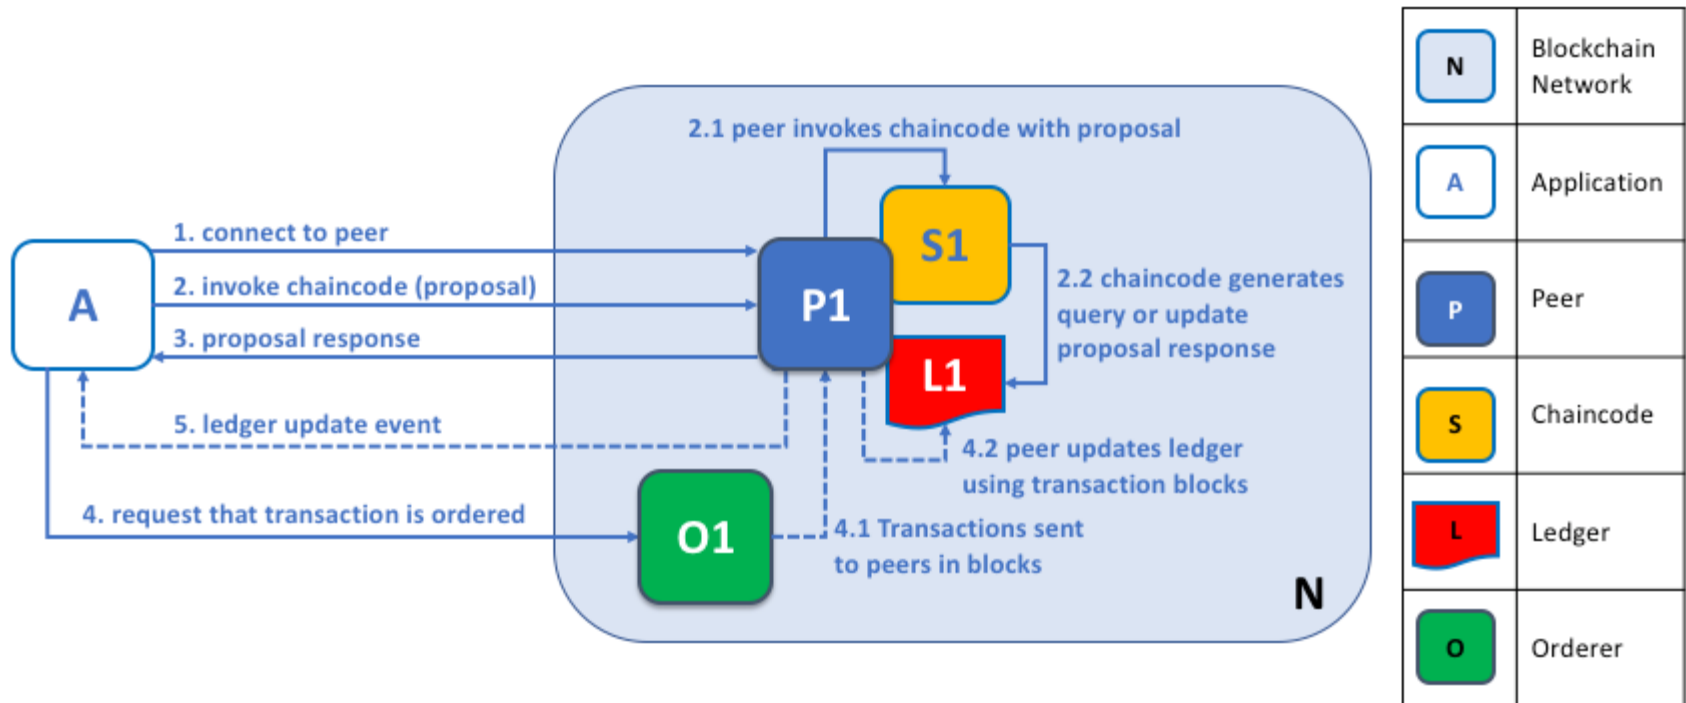 2.1 peer invokes chaincode with proposal
1. connect to peer
2. invoke chaincode (proposal)
3. proposal response
A
P1
S1
2.2 chaincode generates
query or update
proposal response
L1
5. ledger update event
4.2 peer updates ledger
using transaction blocks
4. request that transaction is ordered
O1
4.1 Transactions sent
to peers in blocks
N
N
Blockchain
Network
A
Application
P
Peer
S
Chaincode
L
Ledger
O
Orderer